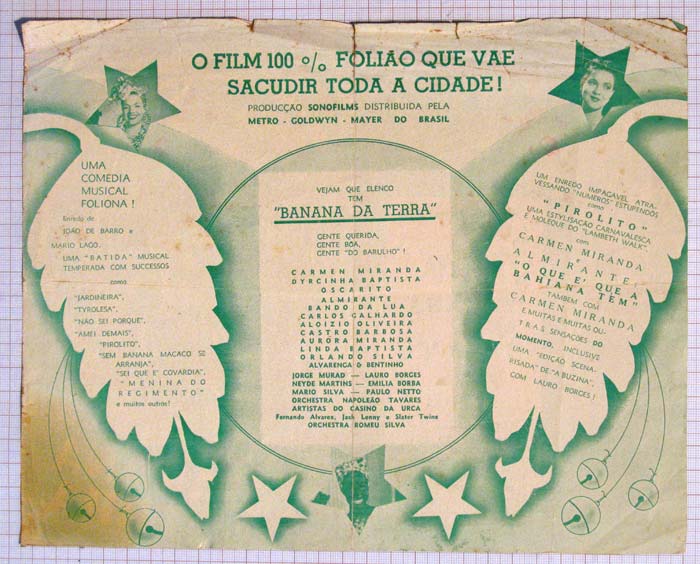 O FILM 100 % FOLIÃO QUE VAE
SACUDIR TODA A CIDADE!
PRODUCÇÃO SONOFILMS DISTRIBUIDA PELA
METRO - GOLDWYN - MAYER DO BRASIL
UMA
COMEDIA
MUSICAL
FOLIONA!
Enredo de
JOÃO DE BARRO e
MARIO LAGO.
UMA "BATIDA" MUSICAL
TEMPERADA COM SUCCESSOS
como
"JARDINEIRA",
"TYROLESA",
"NÃO SEI PORQUE",
"AMEI DEMAIS",
"PIROLITO",
"SEM BANANA MACACO SE
ARRANJA",
"SEI QUE E' COVARDIA",
"MENINA DO
REGIMENTO"
e muitos outros!
VEJAM QUE ELENCO
TEM
"BANANA DA TERRA"
GENTE QUERIDA,
GENTE BÔA,
GENTE "DO BARULHO"!
CARMEN MIRANDA
DYRCINHA BAPTISTA
OSCARITO
ALMIRANTE
BANDO DA LUA
CARLOS GALHARDO
ALOIZIO OLIVEIRA
CASTRO BARBOSA
AURORA MIRANDA
LINDA BAPTISTA
ORLANDO SILVA
ALVARENGA & BENTINHO
JORGE MURAD — LAURO BORGES
NEYDE MARTINS — EMILIA BORBA
MARIO SILVA — PAULO NETTO
ORCHESTRA NAPOLEÃO TAVARES
ARTISTAS DO CASINO DA URCA
Fernando Alvarez, Jack Lenny e Slater Twins
ORCHESTRA ROMEU SILVA
UM ENREDO IMPAGAVEL ATRA-
VESSANDO "NUMEROS" ESTUPENDOS
como
"PIROLITO"
UMA ESTYLISAÇÃO CARNAVALESCA
E MOLEQUE DO "LAMBETH WALK",
com
CARMEN MIRANDA
ALMIRANTE
"O QUE E' QUE A
BAHIANA TEM"
TAMBEM COM
CARMEN MIRANDA
E MUITAS E MUITAS OU-
TRAS SENSAÇÕES DO
MOMENTO, INCLUSIVE
UMA "EDIÇÃO SCENA-
RISADA" DE "A BUZINA",
COM LAURO BORGES!